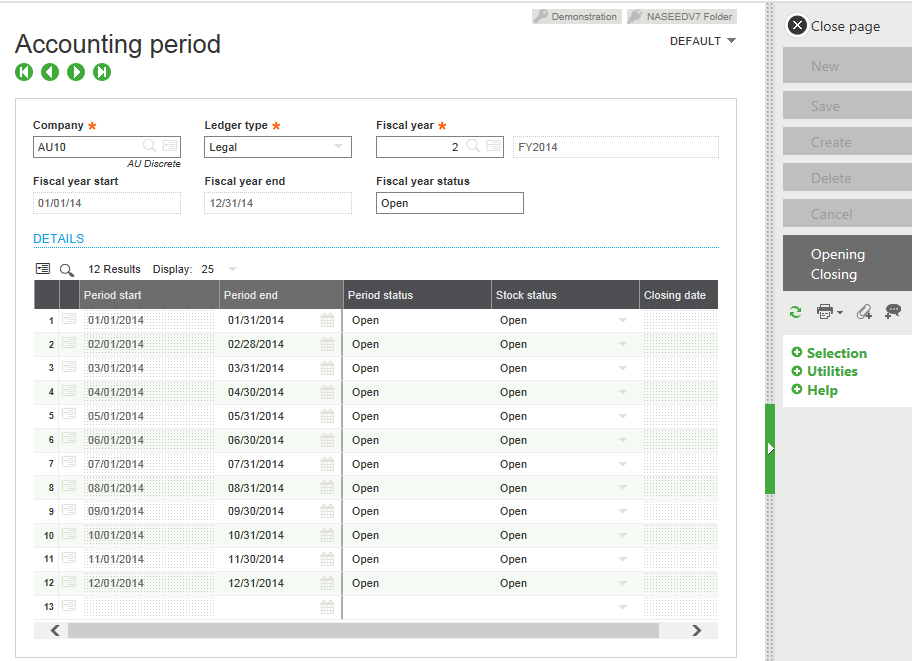 Demonstration NASEEDV7 Folder
Accounting period
DEFAULT
Company * Ledger type * Fiscal year *
AU10 Legal 2 FY2014
AU Discrete
Fiscal year start Fiscal year end Fiscal year status
01/01/14 12/31/14 Open
DETAILS
12 Results Display: 25
Period start Period end Period status Stock status Closing date
1 01/01/2014 01/31/2014 Open Open
2 02/01/2014 02/28/2014 Open Open
3 03/01/2014 03/31/2014 Open Open
4 04/01/2014 04/30/2014 Open Open
5 05/01/2014 05/31/2014 Open Open
6 06/01/2014 06/30/2014 Open Open
7 07/01/2014 07/31/2014 Open Open
8 08/01/2014 08/31/2014 Open Open
9 09/01/2014 09/30/2014 Open Open
10 10/01/2014 10/31/2014 Open Open
11 11/01/2014 11/30/2014 Open Open
12 12/01/2014 12/31/2014 Open Open
13
Close page
New
Save
Create
Delete
Cancel
Opening
Closing
Selection
Utilities
Help